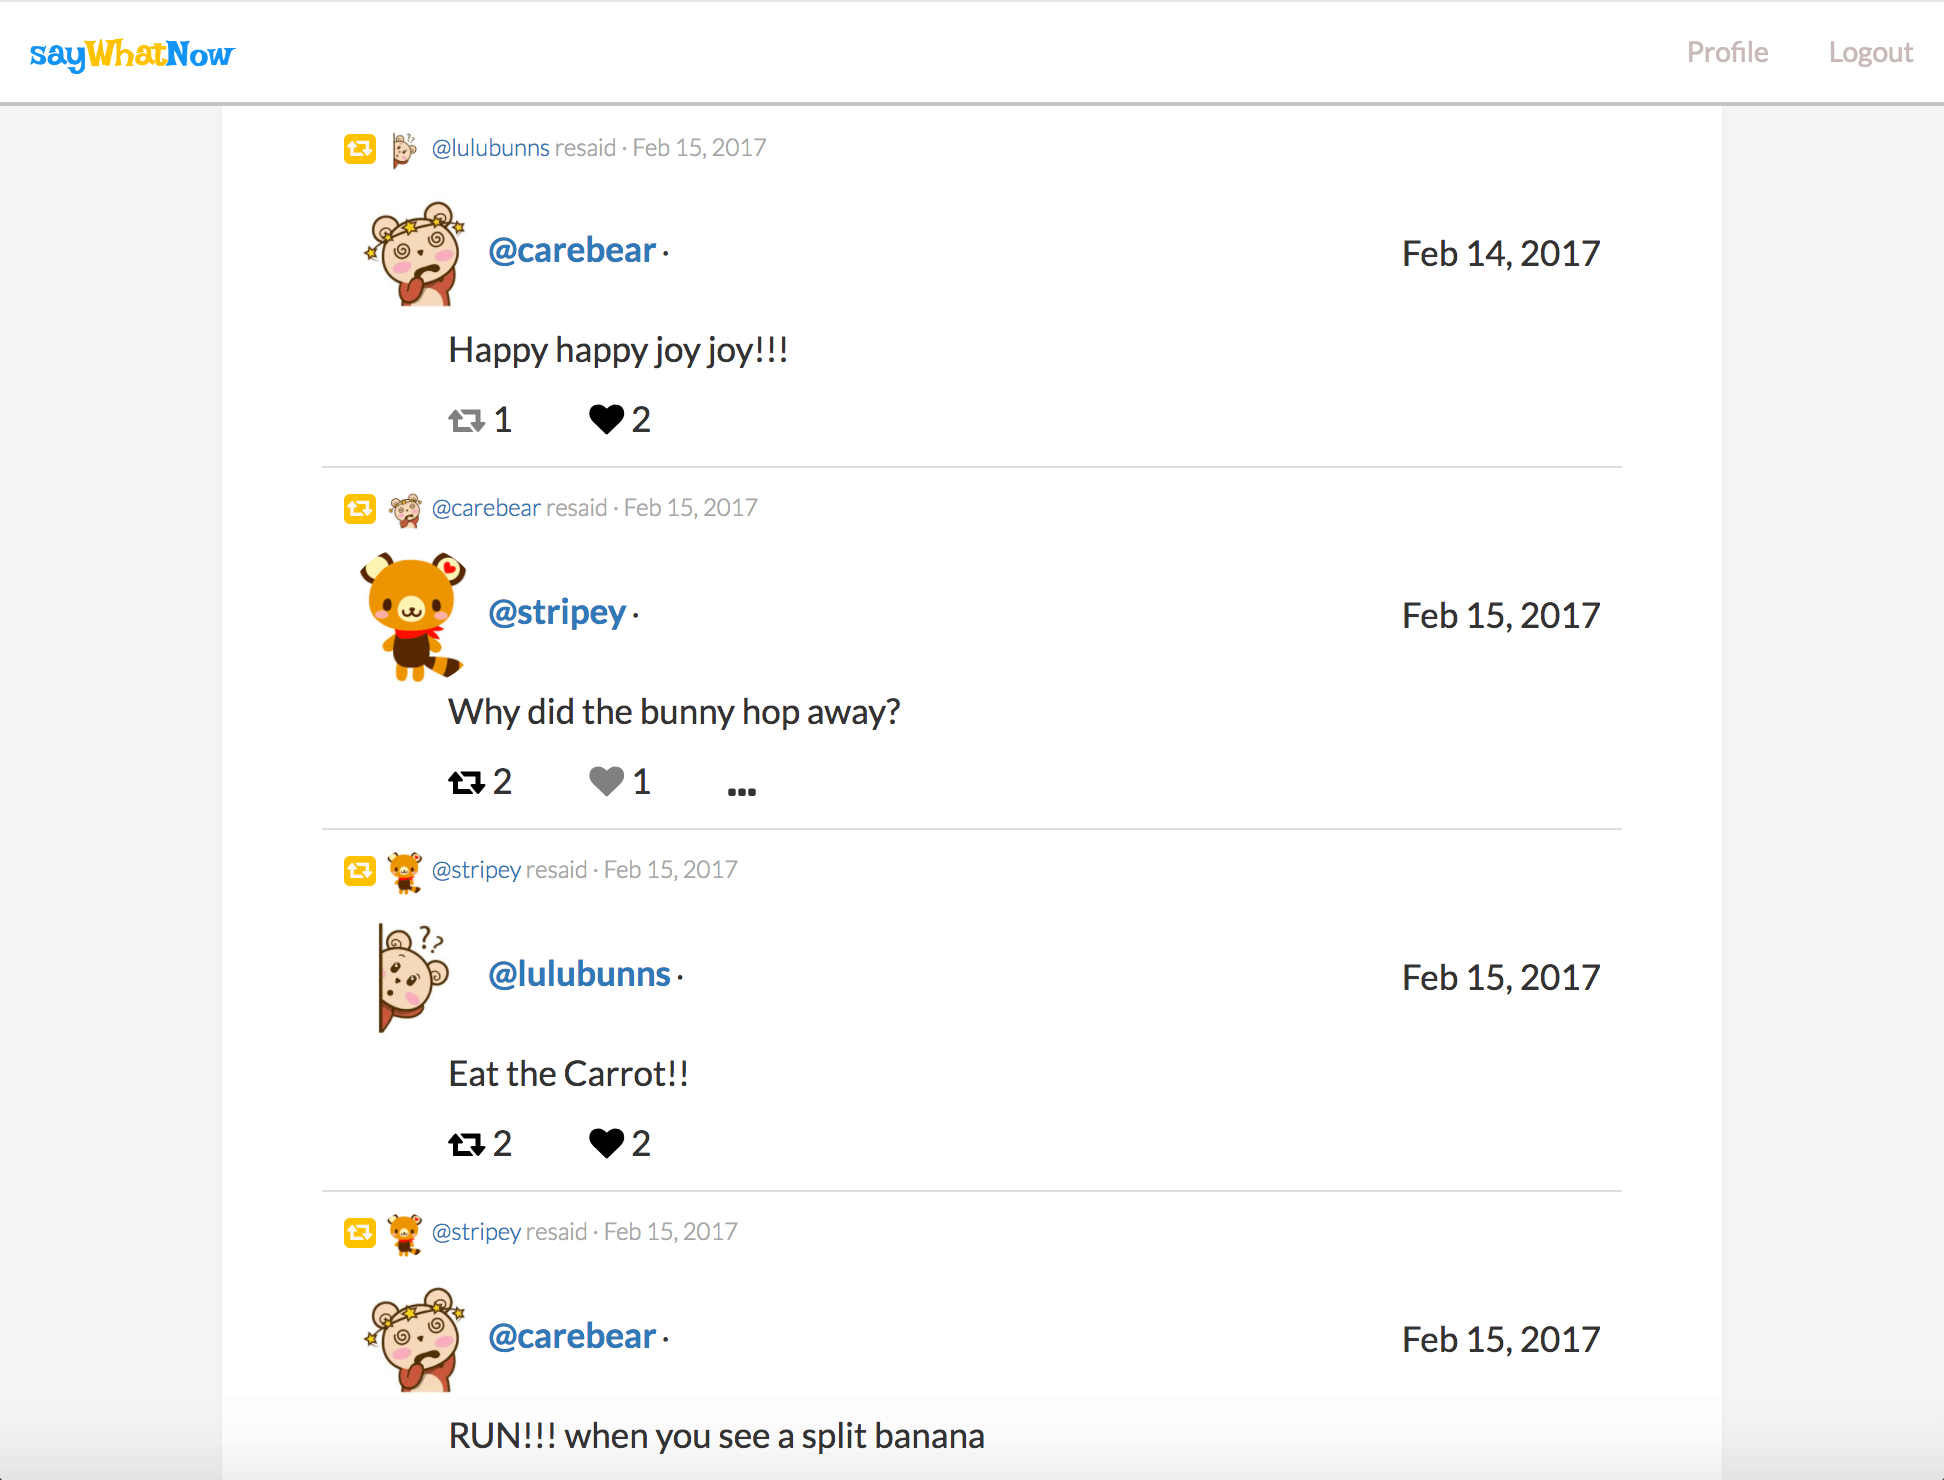 sayWhatNow
Profile Logout
@lulubunns resaid · Feb 15, 2017
@carebear · Feb 14, 2017
Happy happy joy joy!!!
1 2
@carebear resaid · Feb 15, 2017
@stripey · Feb 15, 2017
Why did the bunny hop away?
2 1 ...
@stripey resaid · Feb 15, 2017
??
@lulubunns · Feb 15, 2017
Eat the Carrot!!
2 2
@stripey resaid · Feb 15, 2017
@carebear · Feb 15, 2017
RUN!!! when you see a split banana